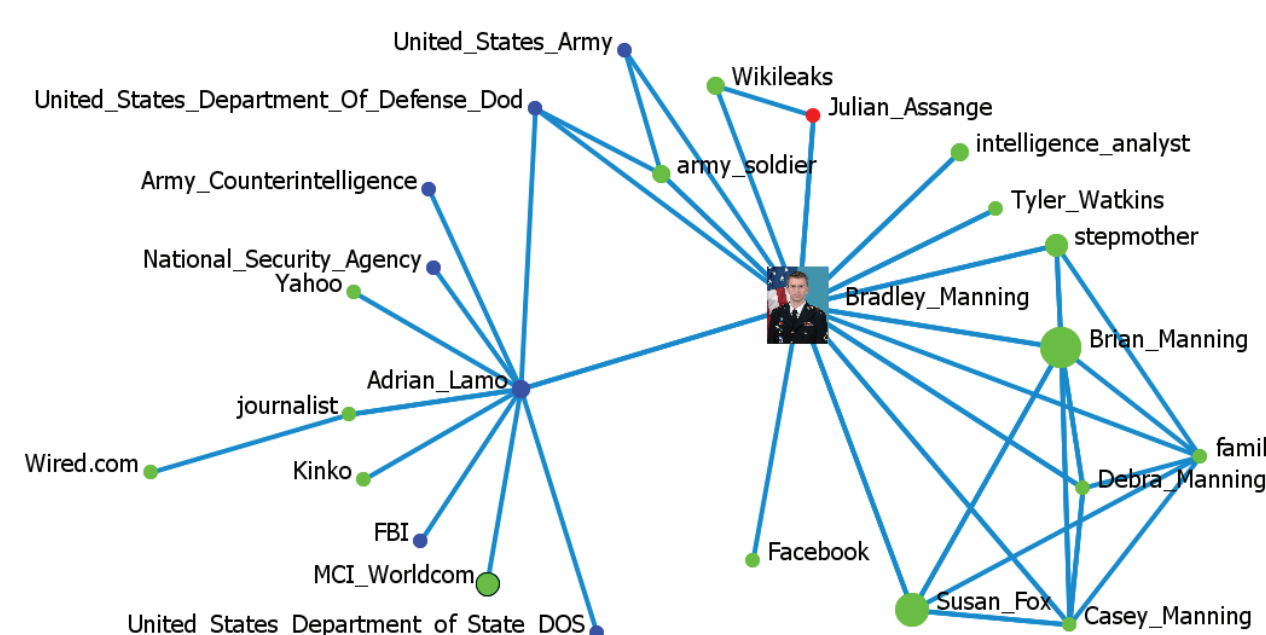 United_States_Army
Wikileaks
United_States_Department_Of_Defense_Dod
Julian_Assange
intelligence_analyst
army_soldier
Army_Counterintelligence
Tyler_Watkins
stepmother
National_Security_Agency
Yahoo
Bradley_Manning
Brian_Manning
Adrian_Lamo
journalist
famil
Wired.com
Kinko
Debra_Manning
FBI
Facebook
MCI_Worldcom
Susan_Fox
Casey_Manning
United_States_Department_of_State_DOS